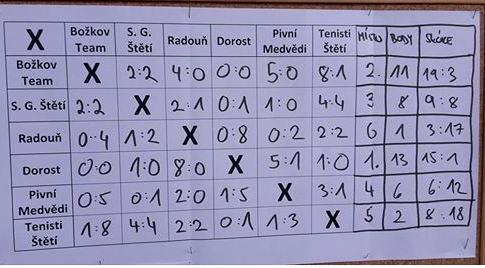 X Božkov Team S. G. Štětí Radouň Dorost Pivní Medvědi Tenisti Štětí MÍSTO BODY SKÓRE
Božkov Team X 2:2 4:0 0:0 5:0 8:1 2. 11 19:3
S. G. Štětí 2:2 X 2:1 0:1 1:0 4:4 3 8 9:8
Radouň 0:4 1:2 X 0:8 0:2 2:2 6 1 3:17
Dorost 0:0 1:0 8:0 X 5:1 1:0 1. 13 15:1
Pivní Medvědi 0:5 0:1 2:0 1:5 X 3:1 4 6 6:12
Tenisti Štětí 1:8 4:4 2:2 0:1 1:3 X 5 2 8:18